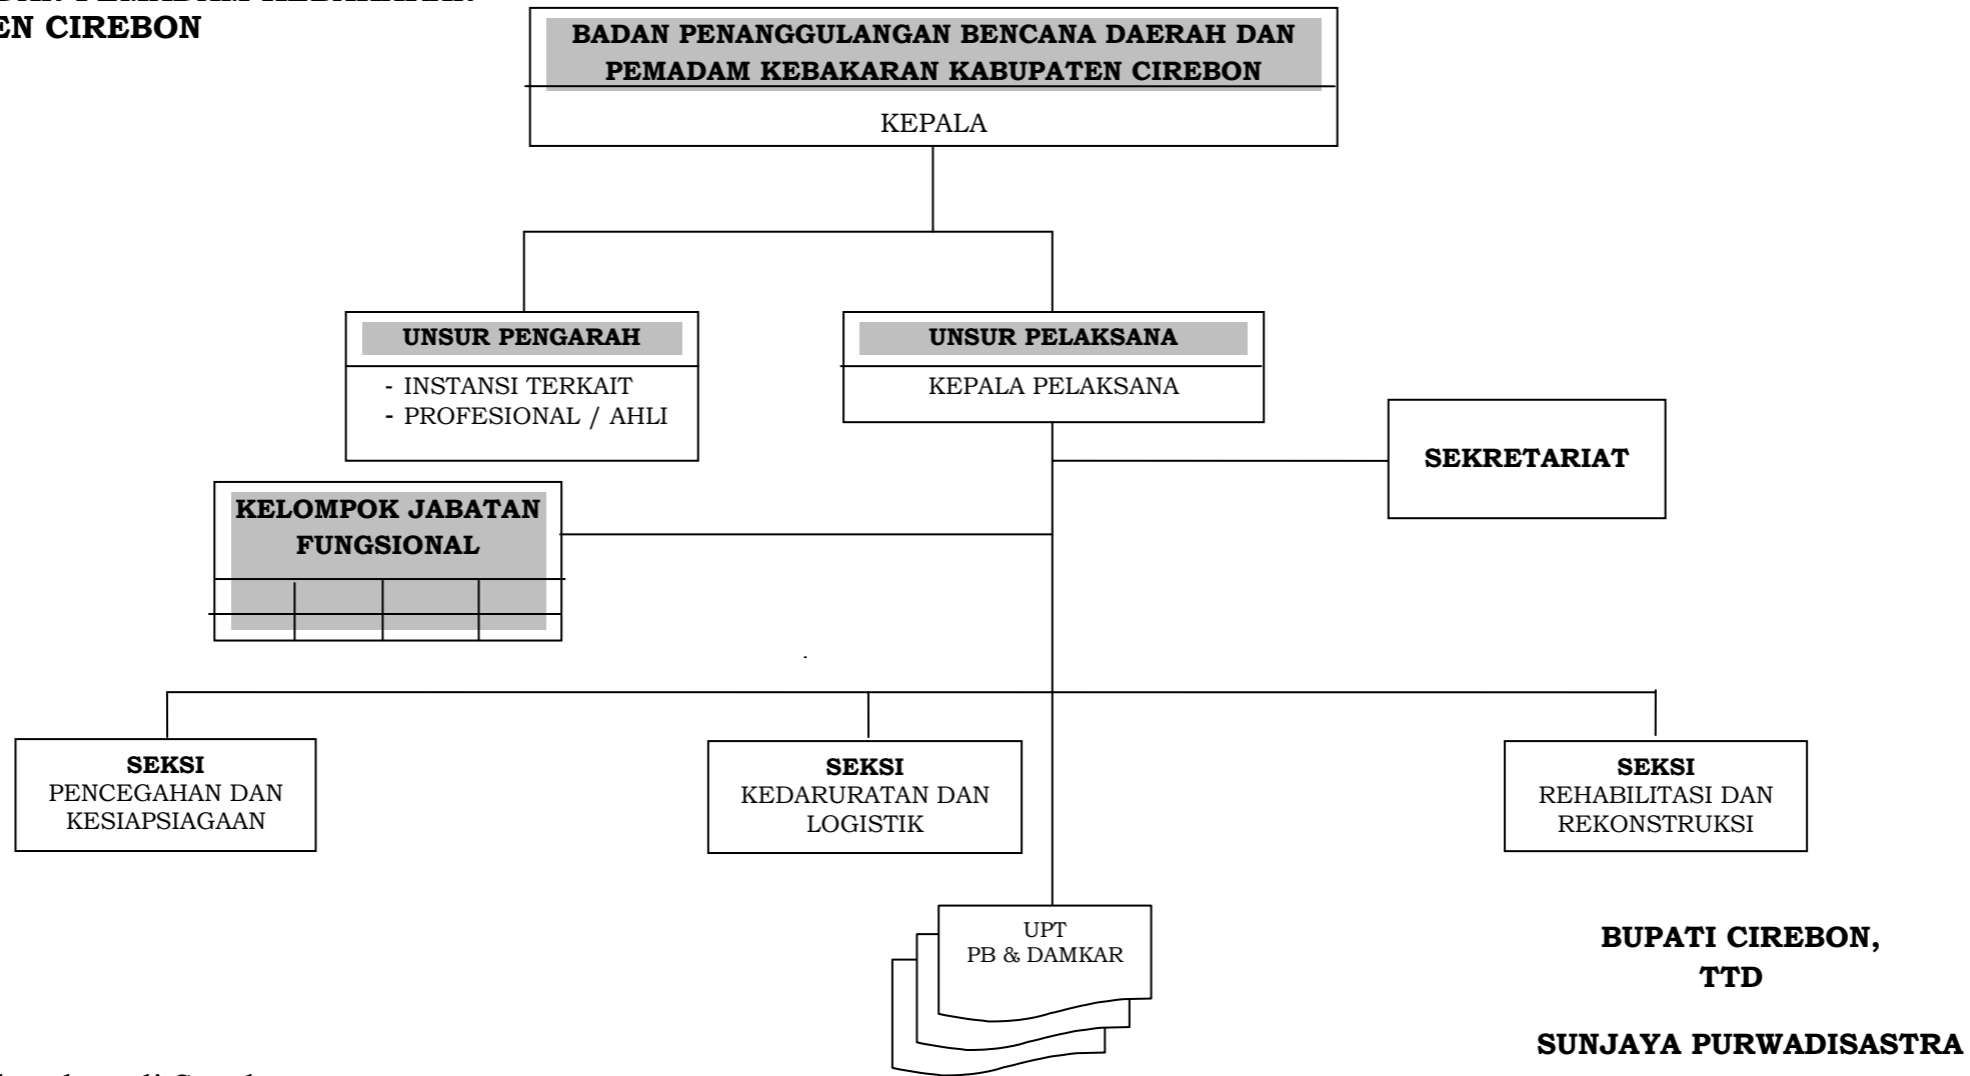 EN CIREBON
BADAN PENANGGULANGAN BENCANA DAERAH DAN
PEMADAM KEBAKARAN KABUPATEN CIREBON
KEPALA
UNSUR PENGARAH
- INSTANSI TERKAIT
- PROFESIONAL / AHLI
UNSUR PELAKSANA
KEPALA PELAKSANA
SEKRETARIAT
KELOMPOK JABATAN
FUNGSIONAL
SEKSI
PENCEGAHAN DAN
KESIAPSIAGAAN
SEKSI
KEDARURATAN DAN
LOGISTIK
SEKSI
REHABILITASI DAN
REKONSTRUKSI
UPT
PB & DAMKAR
BUPATI CIREBON,
TTD
SUNJAYA PURWADISASTRA